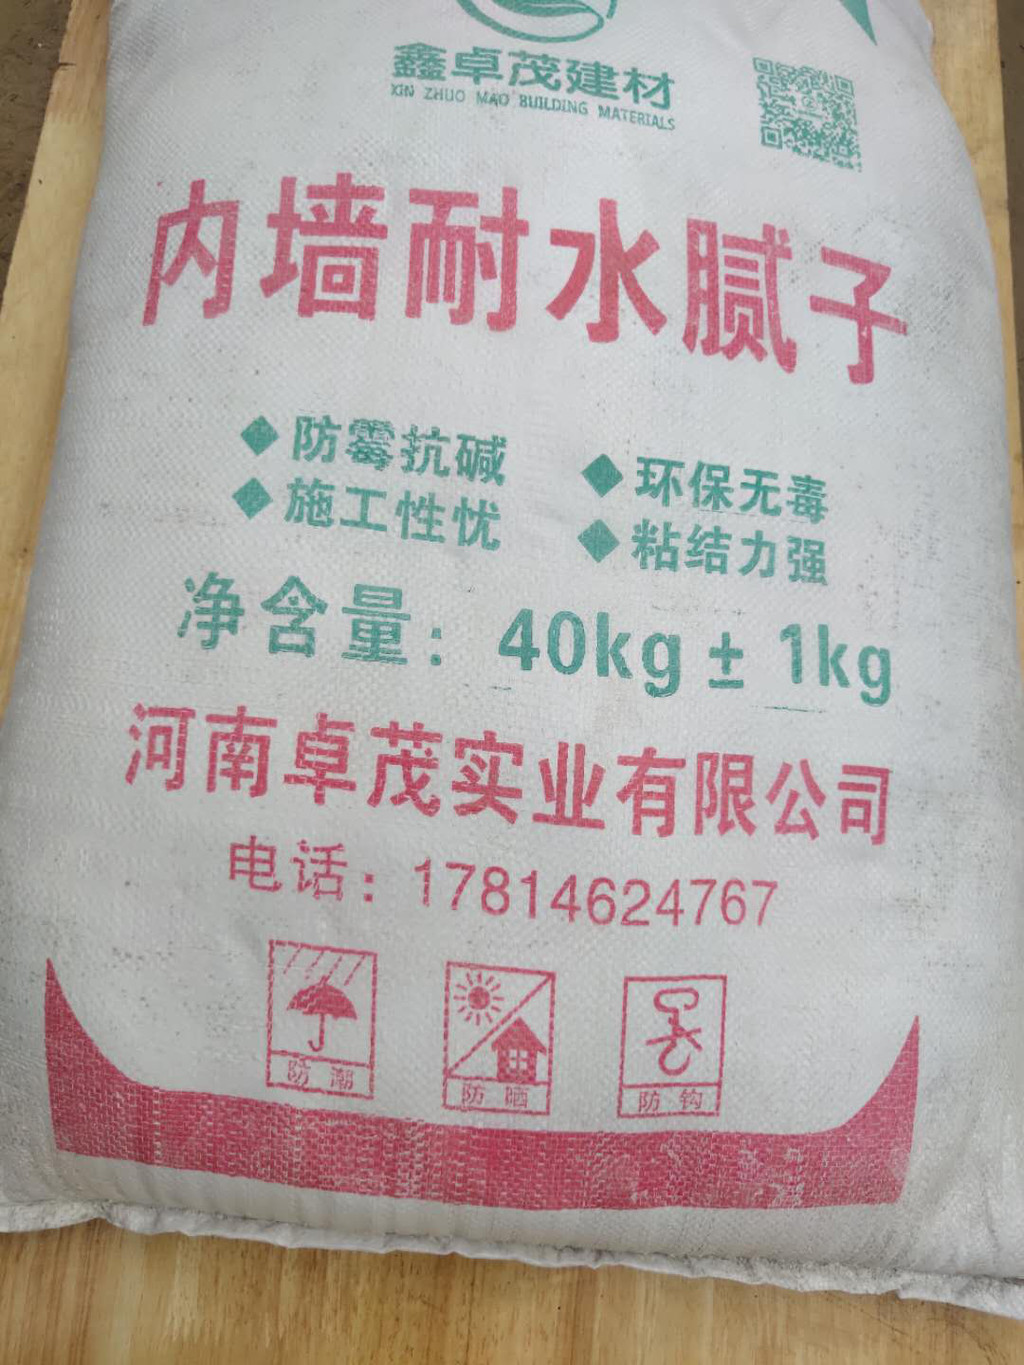 鑫卓茂建材
XIN ZHUO MAO BUILDING MATERIALS
内墙耐水腻子
◆防霉抗碱 ◆环保无毒
◆施工性优 ◆粘结力强
净含量：40kg±1kg
河南卓茂实业有限公司
电话：17814624767
防潮 防晒 防钩